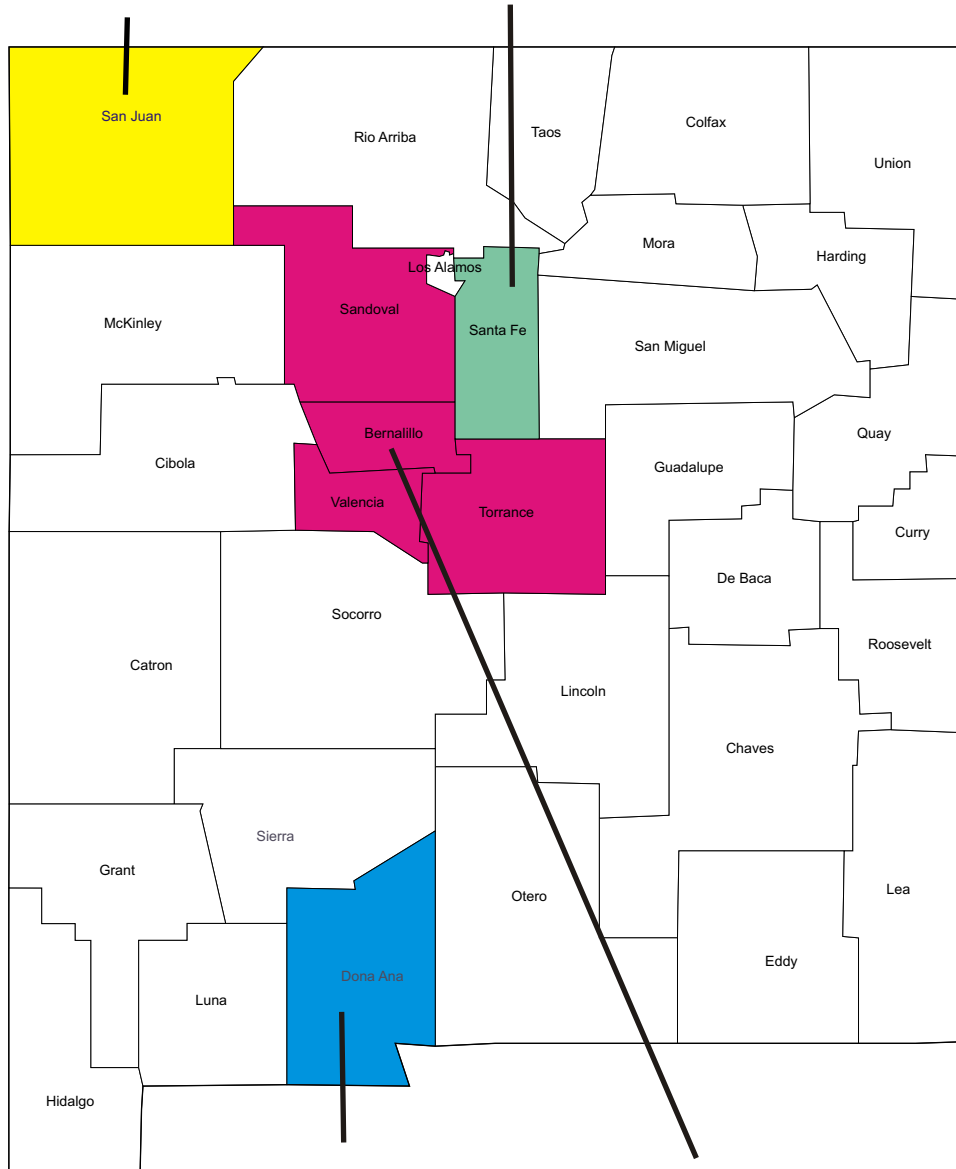 San Juan
Rio Arriba
Taos
Colfax
Union
Mora
Harding
Los Alamos
McKinley
Sandoval
Santa Fe
San Miguel
Bernalillo
Quay
Cibola
Guadalupe
Valencia
Torrance
Curry
De Baca
Socorro
Roosevelt
Catron
Lincoln
Chaves
Sierra
Grant
Otero
Lea
Dona Ana
Eddy
Luna
Hidalgo